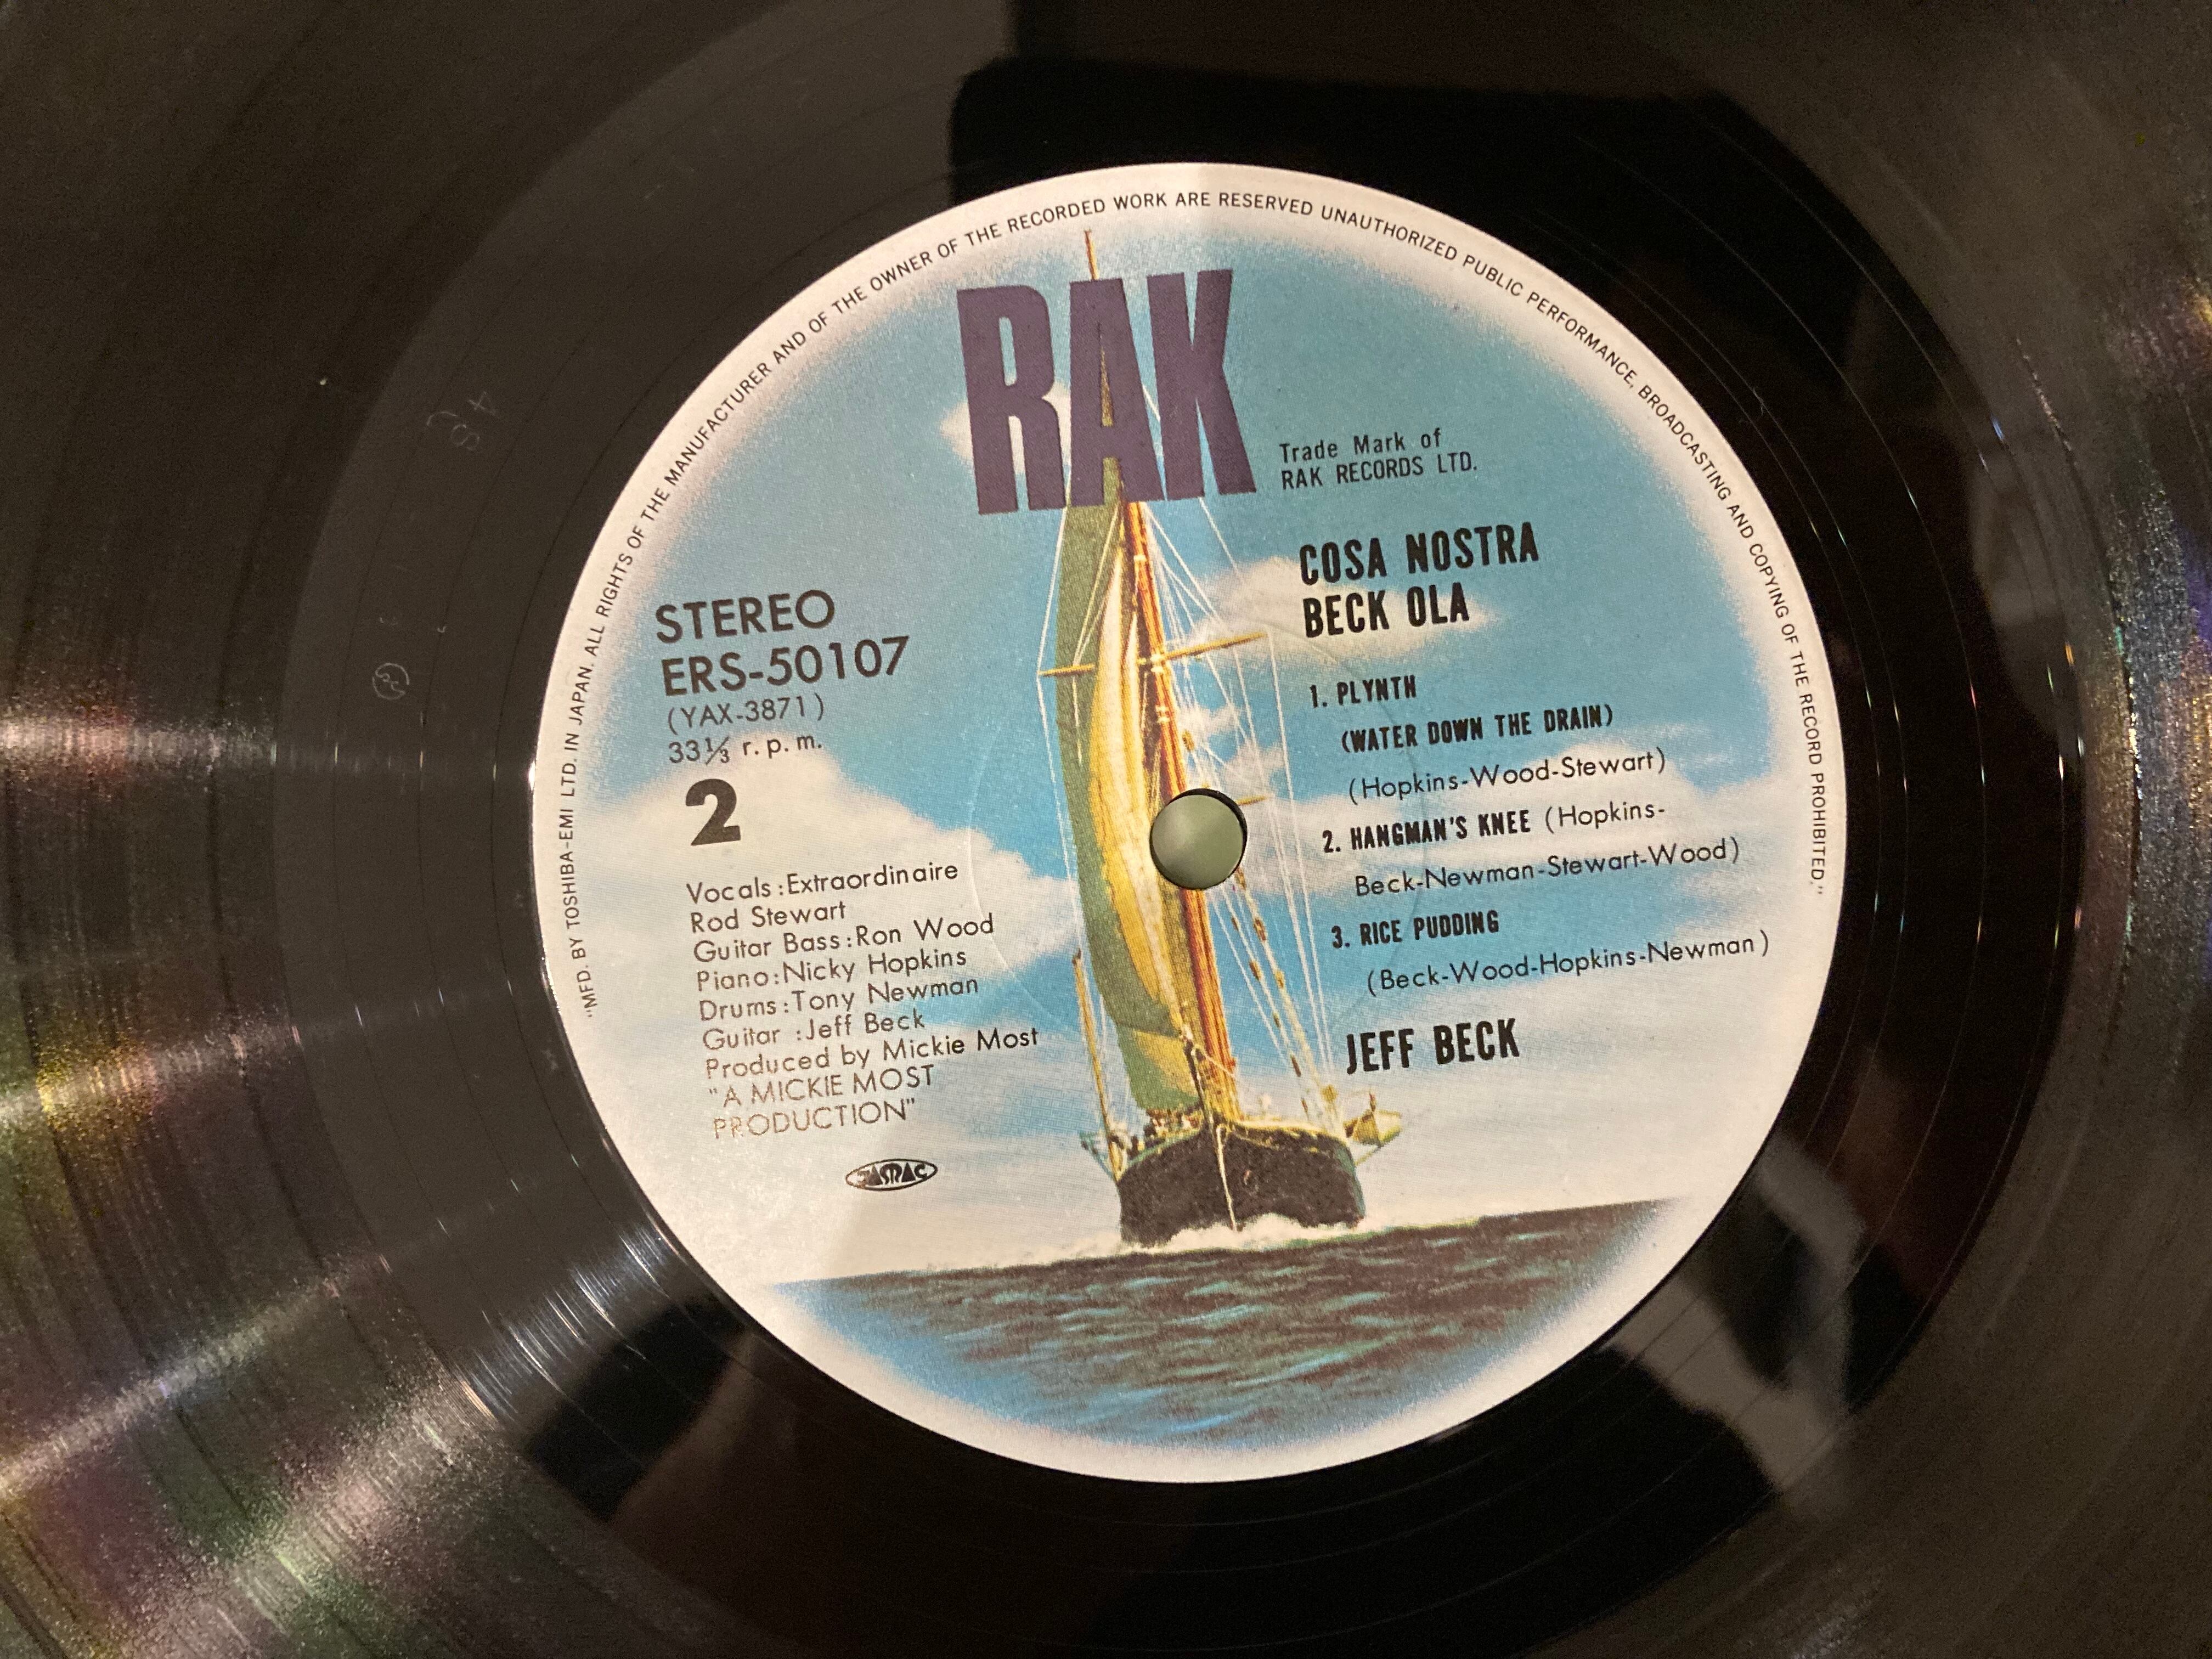 "MFD. BY TOSHIBA-EMI LTD. IN JAPAN. ALL RIGHTS OF THE MANUFACTURER AND OF THE OWNER OF THE RECORDED WORK ARE RESERVED UNAUTHORIZED PUBLIC PERFORMANCE, BROADCASTING AND COPYING OF THE RECORD PROHIBITED."
RAK
Trade Mark of
RAK RECORDS LTD.
STEREO
ERS-50107
(YAX-3871)
33⅓ r. p. m.
2
Vocals:Extraordinaire
Rod Stewart
Guitar Bass:Ron Wood
Piano:Nicky Hopkins
Drums:Tony Newman
Guitar :Jeff Beck
Produced by Mickie Most
"A MICKIE MOST
PRODUCTION"
JASRAC
COSA NOSTRA
BECK OLA
1. PLYNTH
(WATER DOWN THE DRAIN)
(Hopkins-Wood-Stewart)
2. HANGMAN'S KNEE (Hopkins-
Beck-Newman-Stewart-Wood)
3. RICE PUDDING
(Beck-Wood-Hopkins-Newman)
JEFF BECK